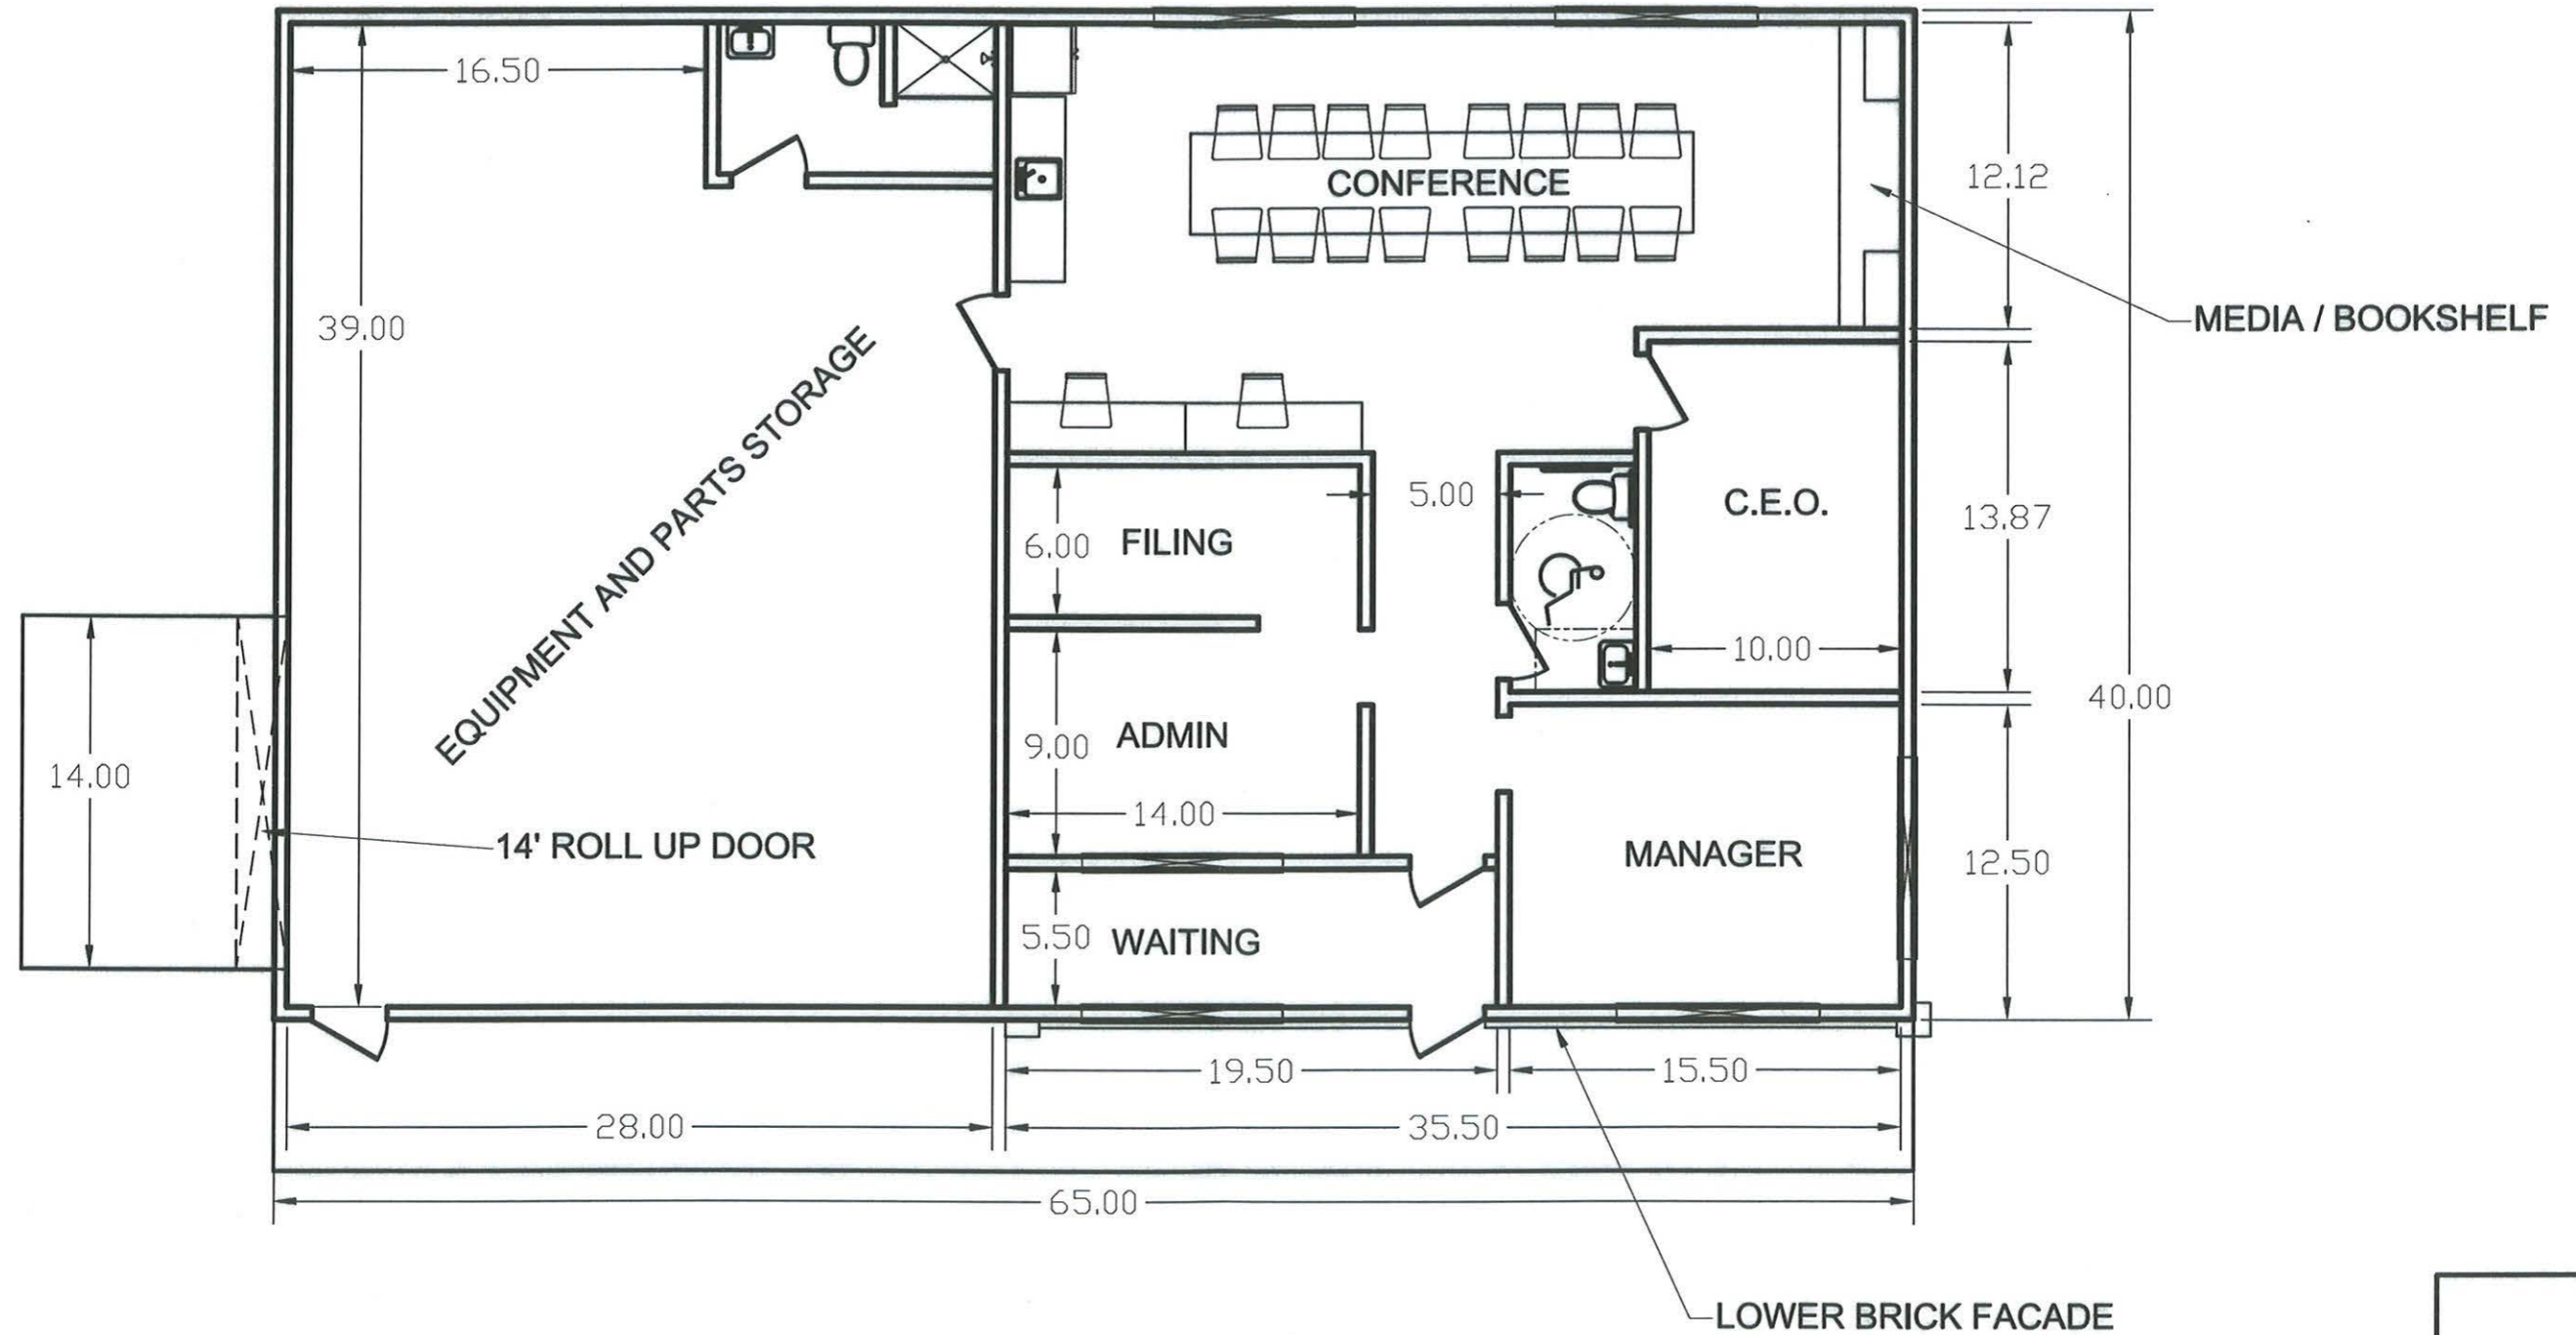 16.50
CONFERENCE
12.12
39.00
MEDIA / BOOKSHELF
EQUIPMENT AND PARTS STORAGE
5.00
C.E.O.
13.87
6.00
FILING
10.00
40.00
14.00
9.00
ADMIN
14.00
14' ROLL UP DOOR
MANAGER
12.50
5.50
WAITING
19.50
15.50
28.00
35.50
65.00
LOWER BRICK FACADE